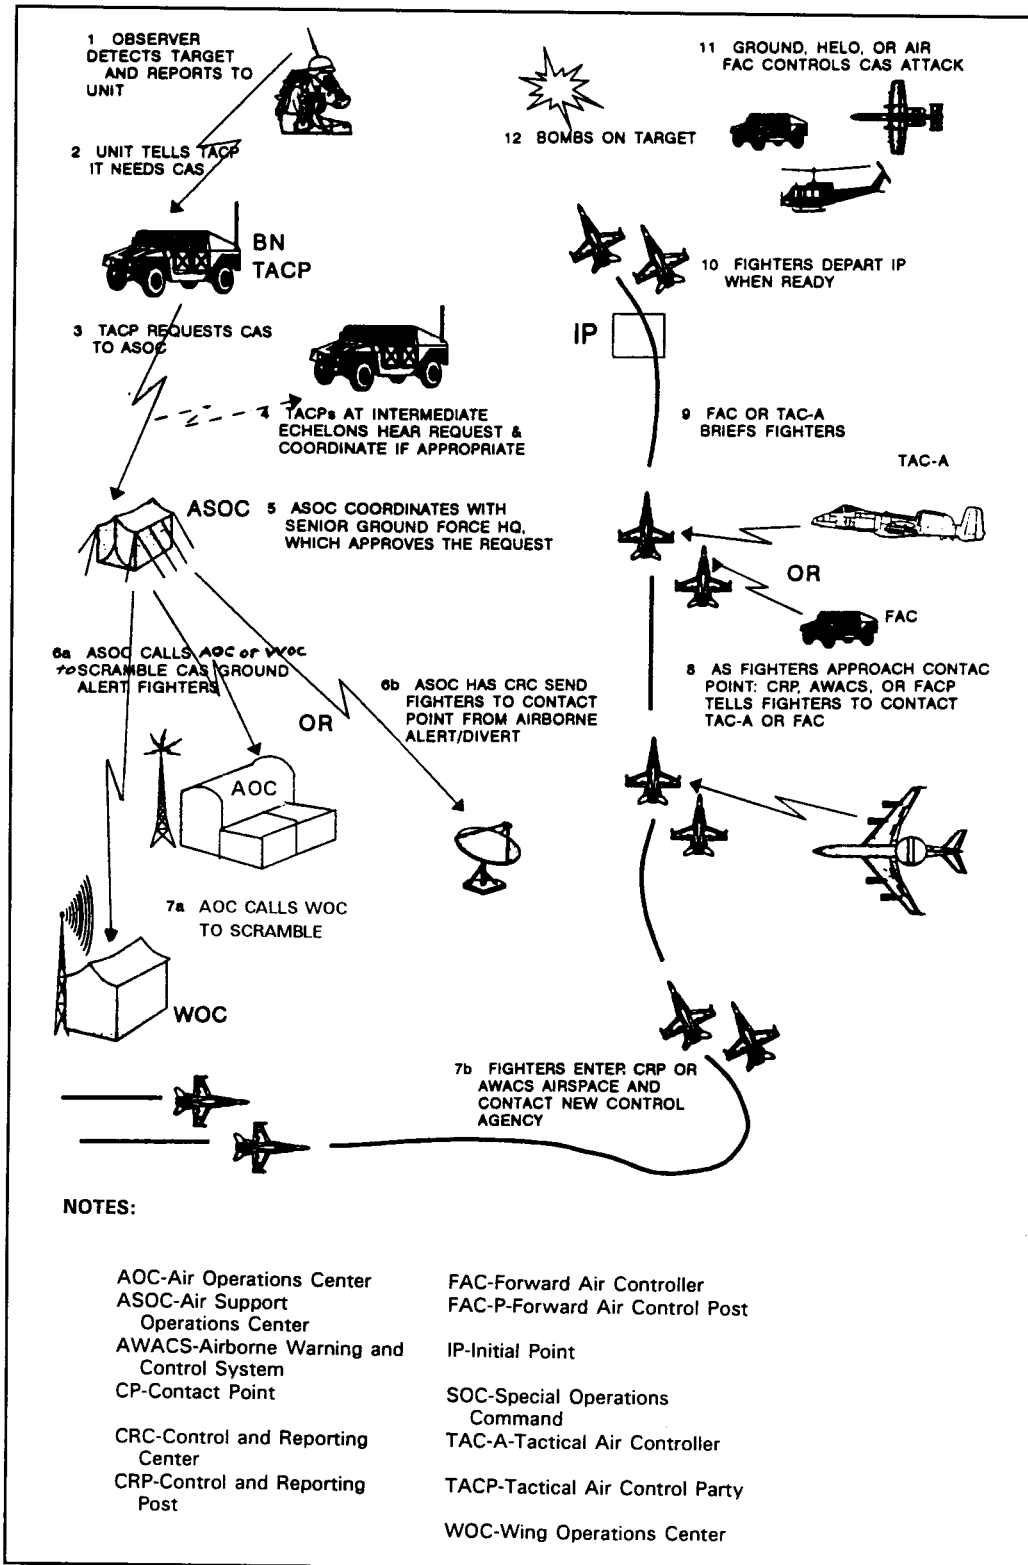 1 OBSERVER
DETECTS TARGET
AND REPORTS TO
UNIT
2 UNIT TELLS TACP
IT NEEDS CAS
BN
TACP
3 TACP REQUESTS CAS
TO ASOC
4 TACPs AT INTERMEDIATE
ECHELONS HEAR REQUEST &
COORDINATE IF APPROPRIATE
ASOC
5 ASOC COORDINATES WITH
SENIOR GROUND FORCE HQ,
WHICH APPROVES THE REQUEST
6a ASOC CALLS AOC or WOC
to SCRAMBLE CAS GROUND
ALERT FIGHTERS
OR
6b ASOC HAS CRC SEND
FIGHTERS TO CONTACT
POINT FROM AIRBORNE
ALERT/DIVERT
AOC
7a AOC CALLS WOC
TO SCRAMBLE
WOC
7b FIGHTERS ENTER CRP OR
AWACS AIRSPACE AND
CONTACT NEW CONTROL
AGENCY
8 AS FIGHTERS APPROACH CONTAC
POINT: CRP, AWACS, OR FACP
TELLS FIGHTERS TO CONTACT
TAC-A OR FAC
FAC
OR
TAC-A
9 FAC OR TAC-A
BRIEFS FIGHTERS
IP
10 FIGHTERS DEPART IP
WHEN READY
11 GROUND, HELO, OR AIR
FAC CONTROLS CAS ATTACK
12 BOMBS ON TARGET
NOTES:
AOC-Air Operations Center
ASOC-Air Support
Operations Center
AWACS-Airborne Warning and
Control System
CP-Contact Point
CRC-Control and Reporting
Center
CRP-Control and Reporting
Post
FAC-Forward Air Controller
FAC-P-Forward Air Control Post
IP-Initial Point
SOC-Special Operations
Command
TAC-A-Tactical Air Controller
TACP-Tactical Air Control Party
WOC-Wing Operations Center